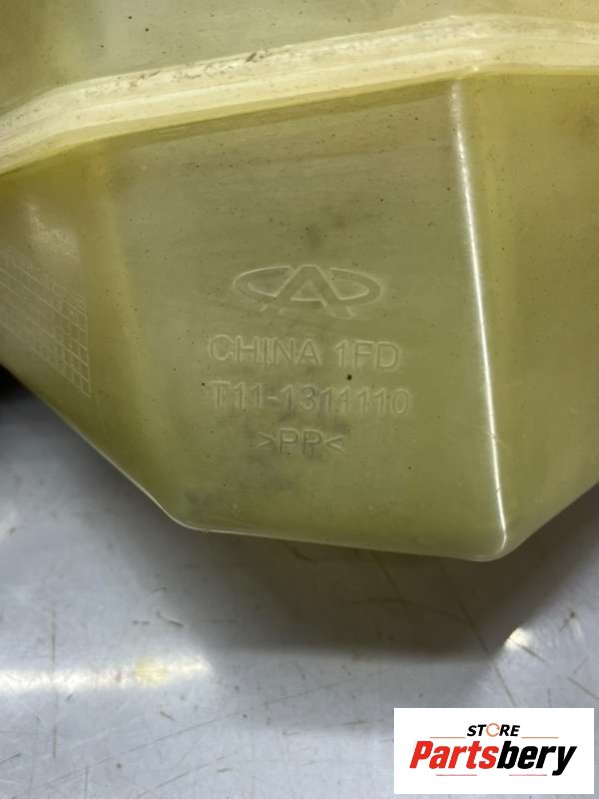 CHINA 1FD
T11-1311110
>PP<
STORE
Partsbery